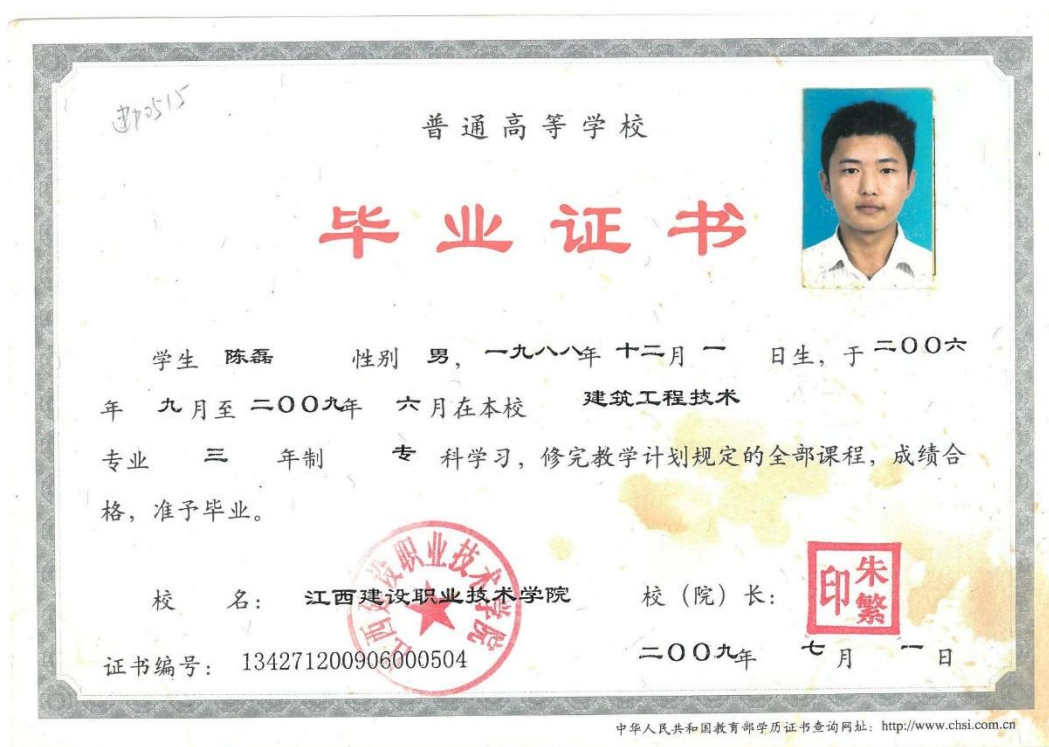 普通高等学校
毕业证书
学生 陈磊 性别 男，一九八八年 十二月 一 日生，于二〇〇六
年 九月至二〇〇九年 六月在本校 建筑工程技术
专业 三 年制 专 科学习，修完教学计划规定的全部课程，成绩合
格，准予毕业。
校 名： 江西建设职业技术学院 校（院）长：
朱繁印
江西建设职业技术学院
证书编号： 134271200906000504 二〇〇九年 七月 一日
中华人民共和国教育部学历证书查询网址：http://www.chsi.com.cn